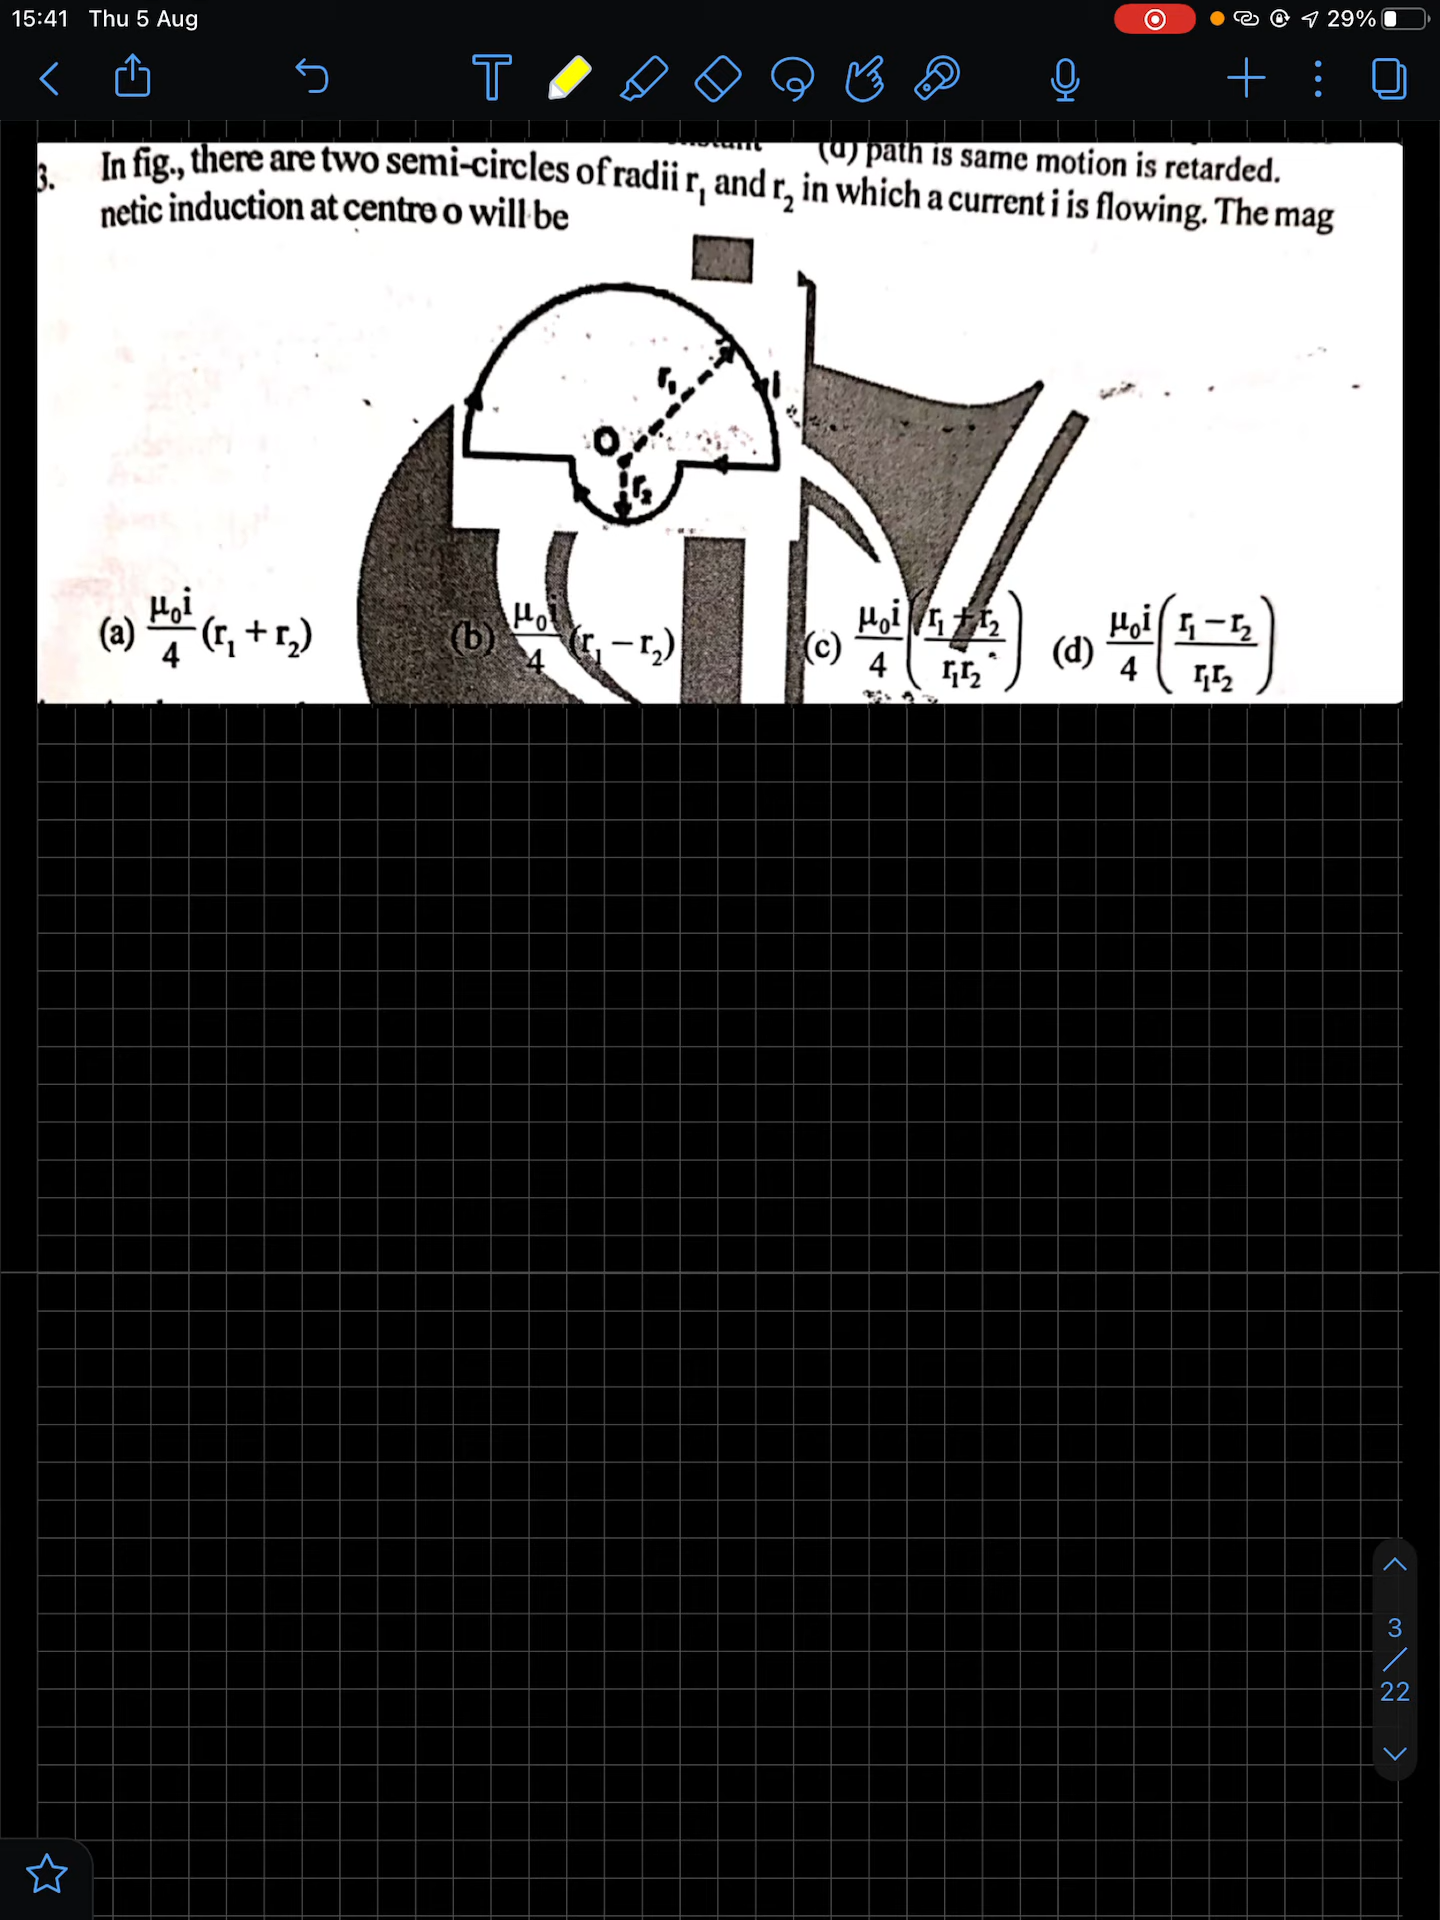 15:41 Thu 5 Aug
29%
(d) path is same motion is retarded.
3. In fig., there are two semi-circles of radii r₁ and r₂ in which a current i is flowing. The mag
netic induction at centre o will be
r₁
i
O
r₂
(a) μ₀i/4 (r₁ + r₂) (b) μ₀i/4 (r₁ − r₂) (c) μ₀i/4 ((r₁ + r₂)/r₁r₂) (d) μ₀i/4 ((r₁ − r₂)/r₁r₂)
3
22